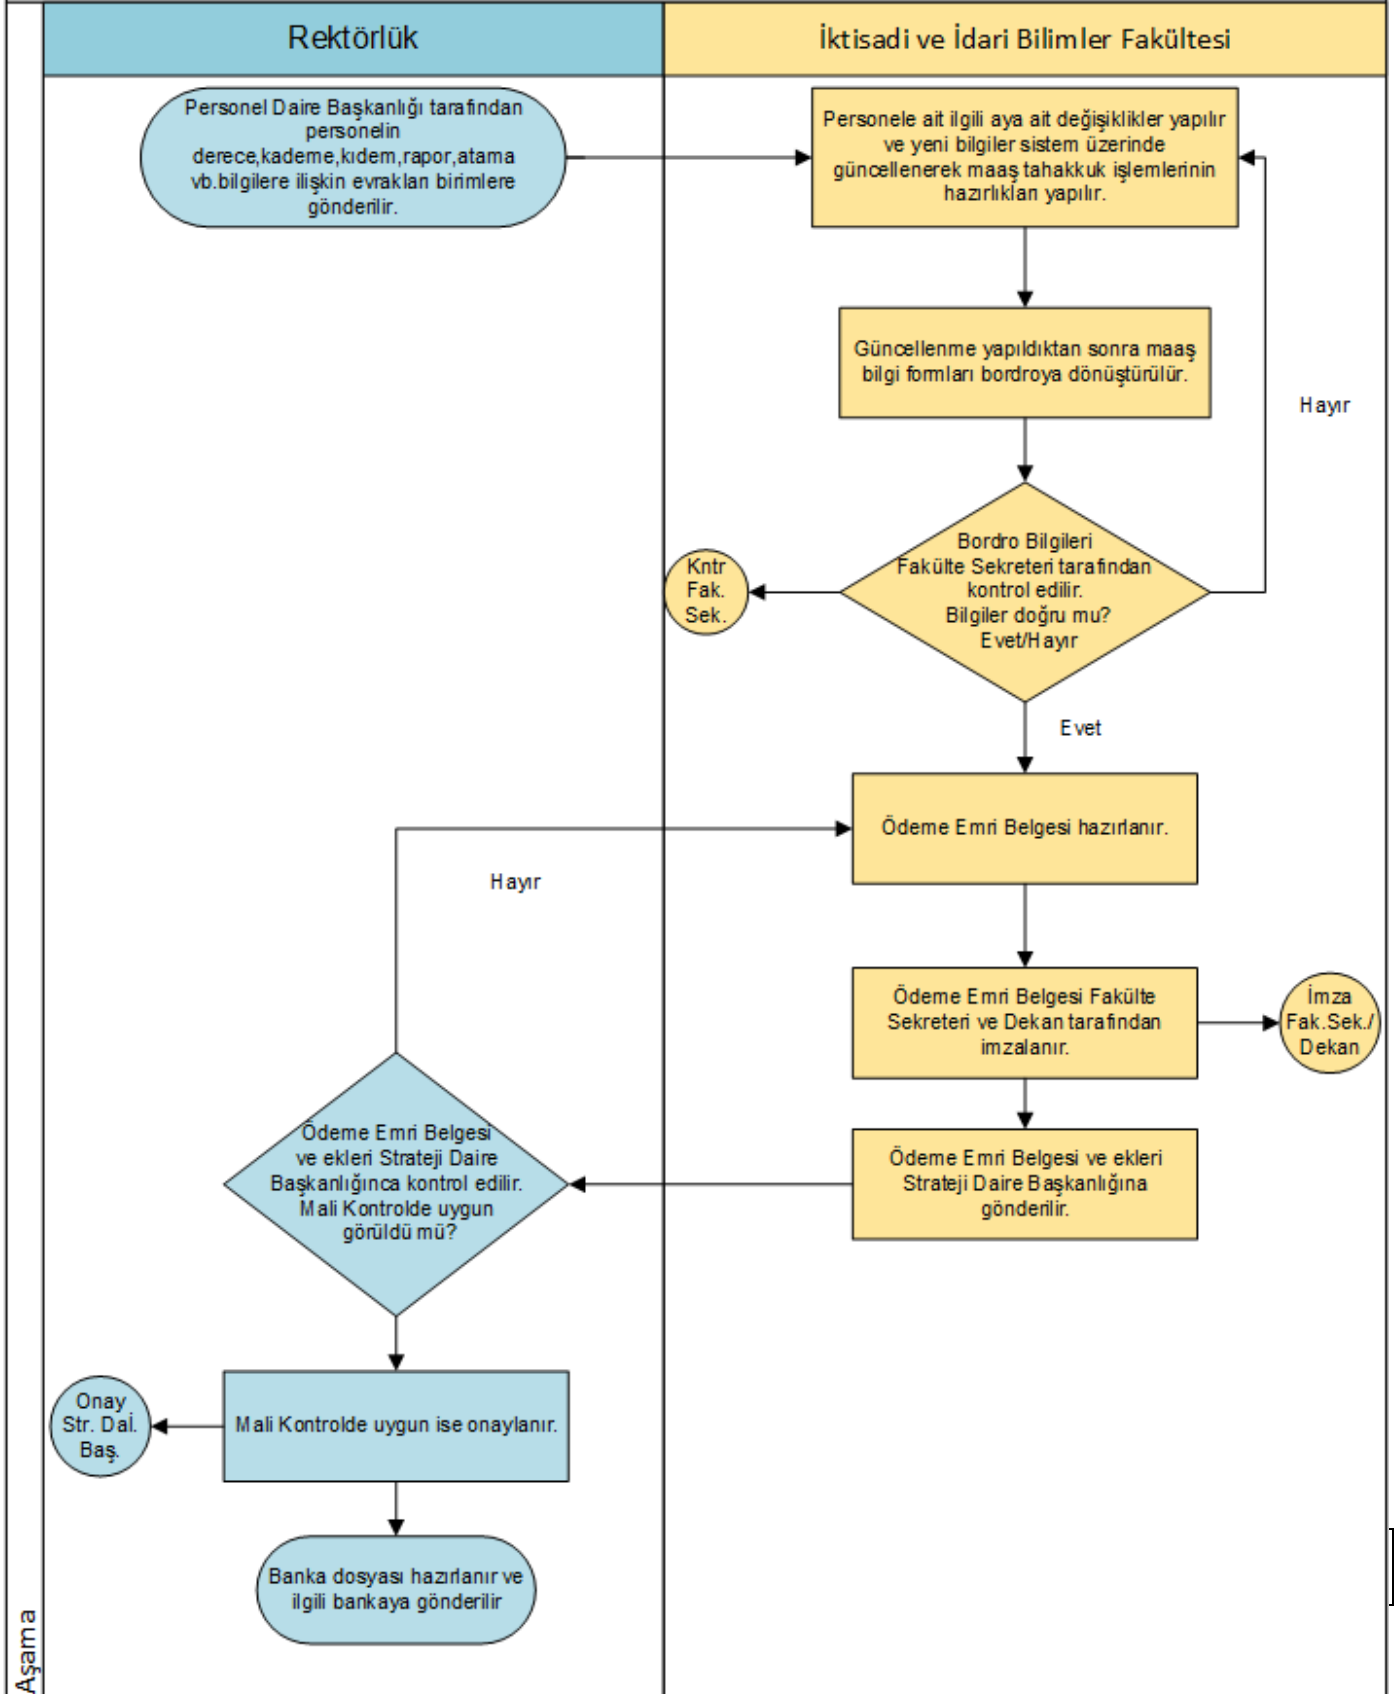 Rektörlük
İktisadi ve İdari Bilimler Fakültesi
Personel Daire Başkanlığı tarafından
personelin
derece,kademe,kıdem,rapor,atama
vb.bilgilere ilişkin evrakları birimlere
gönderilir.
Personele ait ilgili aya ait değişiklikler yapılır
ve yeni bilgiler sistem üzerinde
güncellenerek maaş tahakkuk işlemlerinin
hazırlıkları yapılır.
Güncellenme yapıldıktan sonra maaş
bilgi formları bordroya dönüştürülür.
Hayır
Bordro Bilgileri
Fakülte Sekreteri tarafından
kontrol edilir.
Bilgiler doğru mu?
Evet/Hayır
Kntr
Fak.
Sek.
Evet
Ödeme Emri Belgesi hazırlanır.
Hayır
Ödeme Emri Belgesi Fakülte
Sekreteri ve Dekan tarafından
imzalanır.
İmza
Fak.Sek./
Dekan
Ödeme Emri Belgesi ve ekleri
Strateji Daire Başkanlığına
gönderilir.
Ödeme Emri Belgesi
ve ekleri Strateji Daire
Başkanlığınca kontrol edilir.
Mali Kontrolde uygun
görüldü mü?
Mali Kontrolde uygun ise onaylanır.
Onay
Str. Dai.
Baş.
Banka dosyası hazırlanır ve
ilgili bankaya gönderilir
Aşama